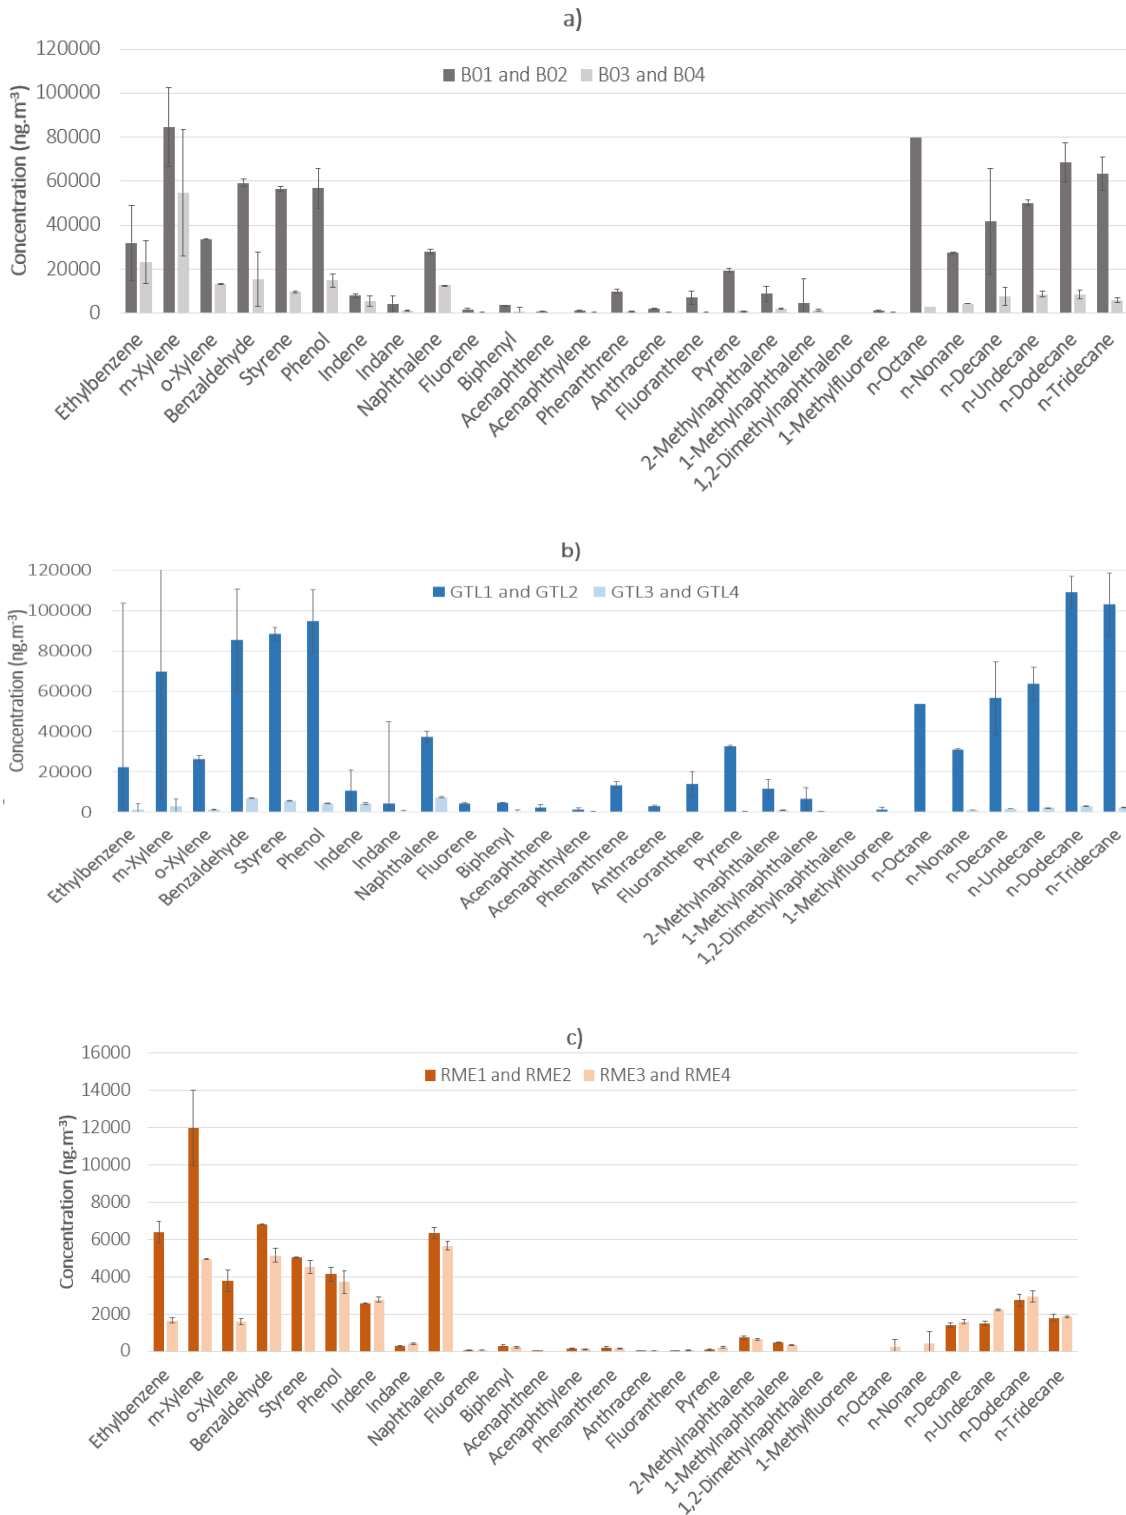 a)
120000
B01 and B02
B03 and B04
100000
80000
60000
40000
20000
0
Concentration (ng.m⁻³)
Ethylbenzene
m-Xylene
o-Xylene
Benzaldehyde
Styrene
Phenol
Indene
Indane
Naphthalene
Fluorene
Biphenyl
Acenaphthene
Acenaphthylene
Phenanthrene
Anthracene
Fluoranthene
Pyrene
2-Methylnaphthalene
1-Methylnaphthalene
1,2-Dimethylnaphthalene
1-Methylfluorene
n-Octane
n-Nonane
n-Decane
n-Undecane
n-Dodecane
n-Tridecane
b)
120000
GTL1 and GTL2
GTL3 and GTL4
100000
80000
60000
40000
20000
0
Concentration (ng.m⁻³)
Ethylbenzene
m-Xylene
o-Xylene
Benzaldehyde
Styrene
Phenol
Indene
Indane
Napthalene
Fluorene
Biphenyl
Acenaphthene
Acenaphthylene
Phenanthrene
Anthracene
Fluoranthene
Pyrene
2-Methylnaphthalene
1-Methylnaphthalene
1,2-Dimethylnaphthalene
1-Methylfluorene
n-Octane
n-Nonane
n-Decane
n-Undecane
n-Dodecane
n-Tridecane
c)
16000
RME1 and RME2
RME3 and RME4
14000
12000
10000
8000
6000
4000
2000
0
Concentration (ng.m⁻³)
Ethylbenzene
m-Xylene
o-Xylene
Benzaldehyde
Styrene
Phenol
Indene
Indane
Naphthalene
Fluorene
Biphenyl
Acenaphthene
Acenaphthylene
Phenanthrene
Anthracene
Fluoranthene
Pyrene
2-Methylnaphthalene
1-Methylnaphthalene
1,2-Dimethylnaphthalene
1-Methylfluorene
n-Octane
n-Nonane
n-Decane
n-Undecane
n-Dodecane
n-Tridecane